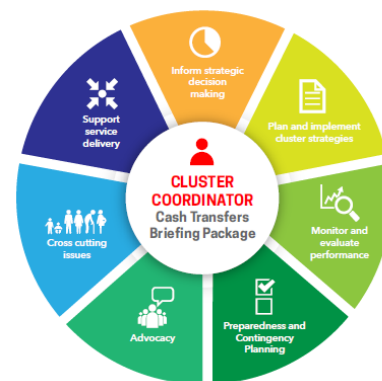 Inform strategic
decision
making
Plan and implement
cluster strategies
Monitor and
evaluate
performance
Preparedness and
Contingency
Planning
Advocacy
Cross cutting
issues
Support
service
delivery
CLUSTER
COORDINATOR
Cash Transfers
Briefing Package